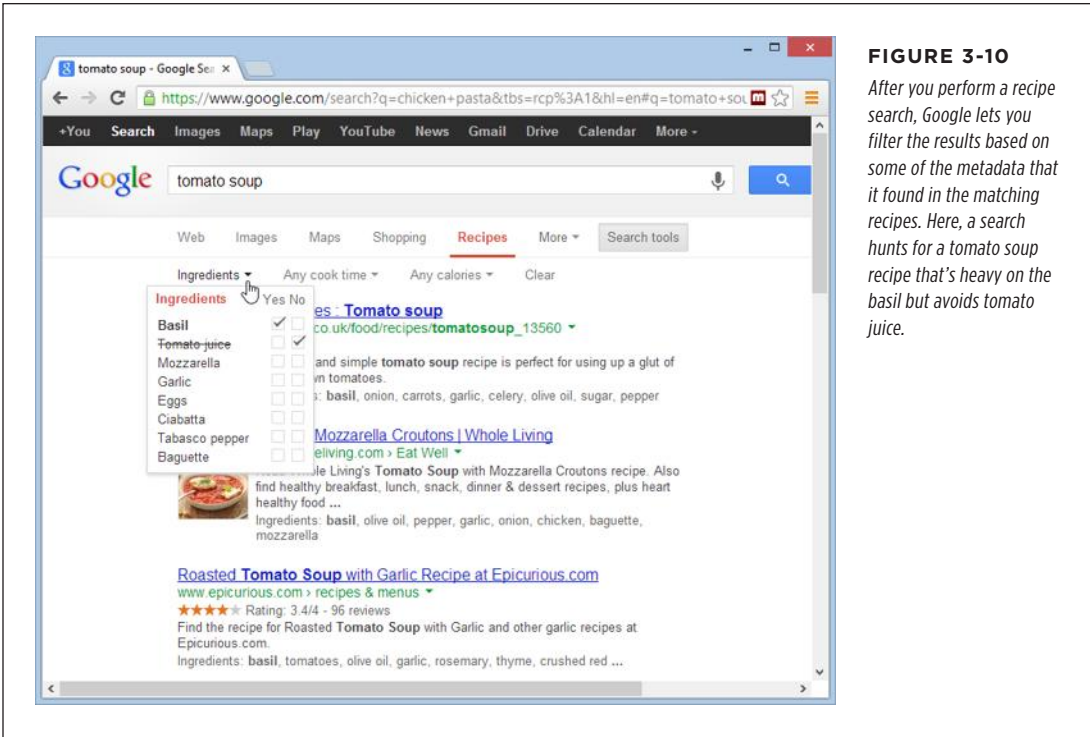 tomato soup - Google Sea
https://www.google.com/search?q=chicken+pasta&tbs=rcp%3A1&hl=en#q=tomato+sou
+You Search Images Maps Play YouTube News Gmail Drive Calendar More
Google tomato soup
Web Images Maps Shopping Recipes More Search tools
Ingredients Any cook time Any calories Clear
Ingredients Yes No
Basil
Tomato juice
Mozzarella
Garlic
Eggs
Ciabatta
Tabasco pepper
Baguette
es : Tomato soup
co.uk/food/recipes/tomatosoup_13560
and simple tomato soup recipe is perfect for using up a glut of
wn tomatoes.
: basil, onion, carrots, garlic, celery, olive oil, sugar, pepper
Mozzarella Croutons | Whole Living
eliving.com › Eat Well
Living's Tomato Soup with Mozzarella Croutons recipe. Also
find healthy breakfast, lunch, snack, dinner & dessert recipes, plus heart
healthy food ...
Ingredients: basil, olive oil, pepper, garlic, onion, chicken, baguette,
mozzarella
Roasted Tomato Soup with Garlic Recipe at Epicurious.com
www.epicurious.com › recipes & menus
Rating: 3.4/4 - 96 reviews
Find the recipe for Roasted Tomato Soup with Garlic and other garlic recipes at
Epicurious.com.
Ingredients: basil, tomatoes, olive oil, garlic, rosemary, thyme, crushed red ...
FIGURE 3-10
After you perform a recipe
search, Google lets you
filter the results based on
some of the metadata that
it found in the matching
recipes. Here, a search
hunts for a tomato soup
recipe that's heavy on the
basil but avoids tomato
juice.